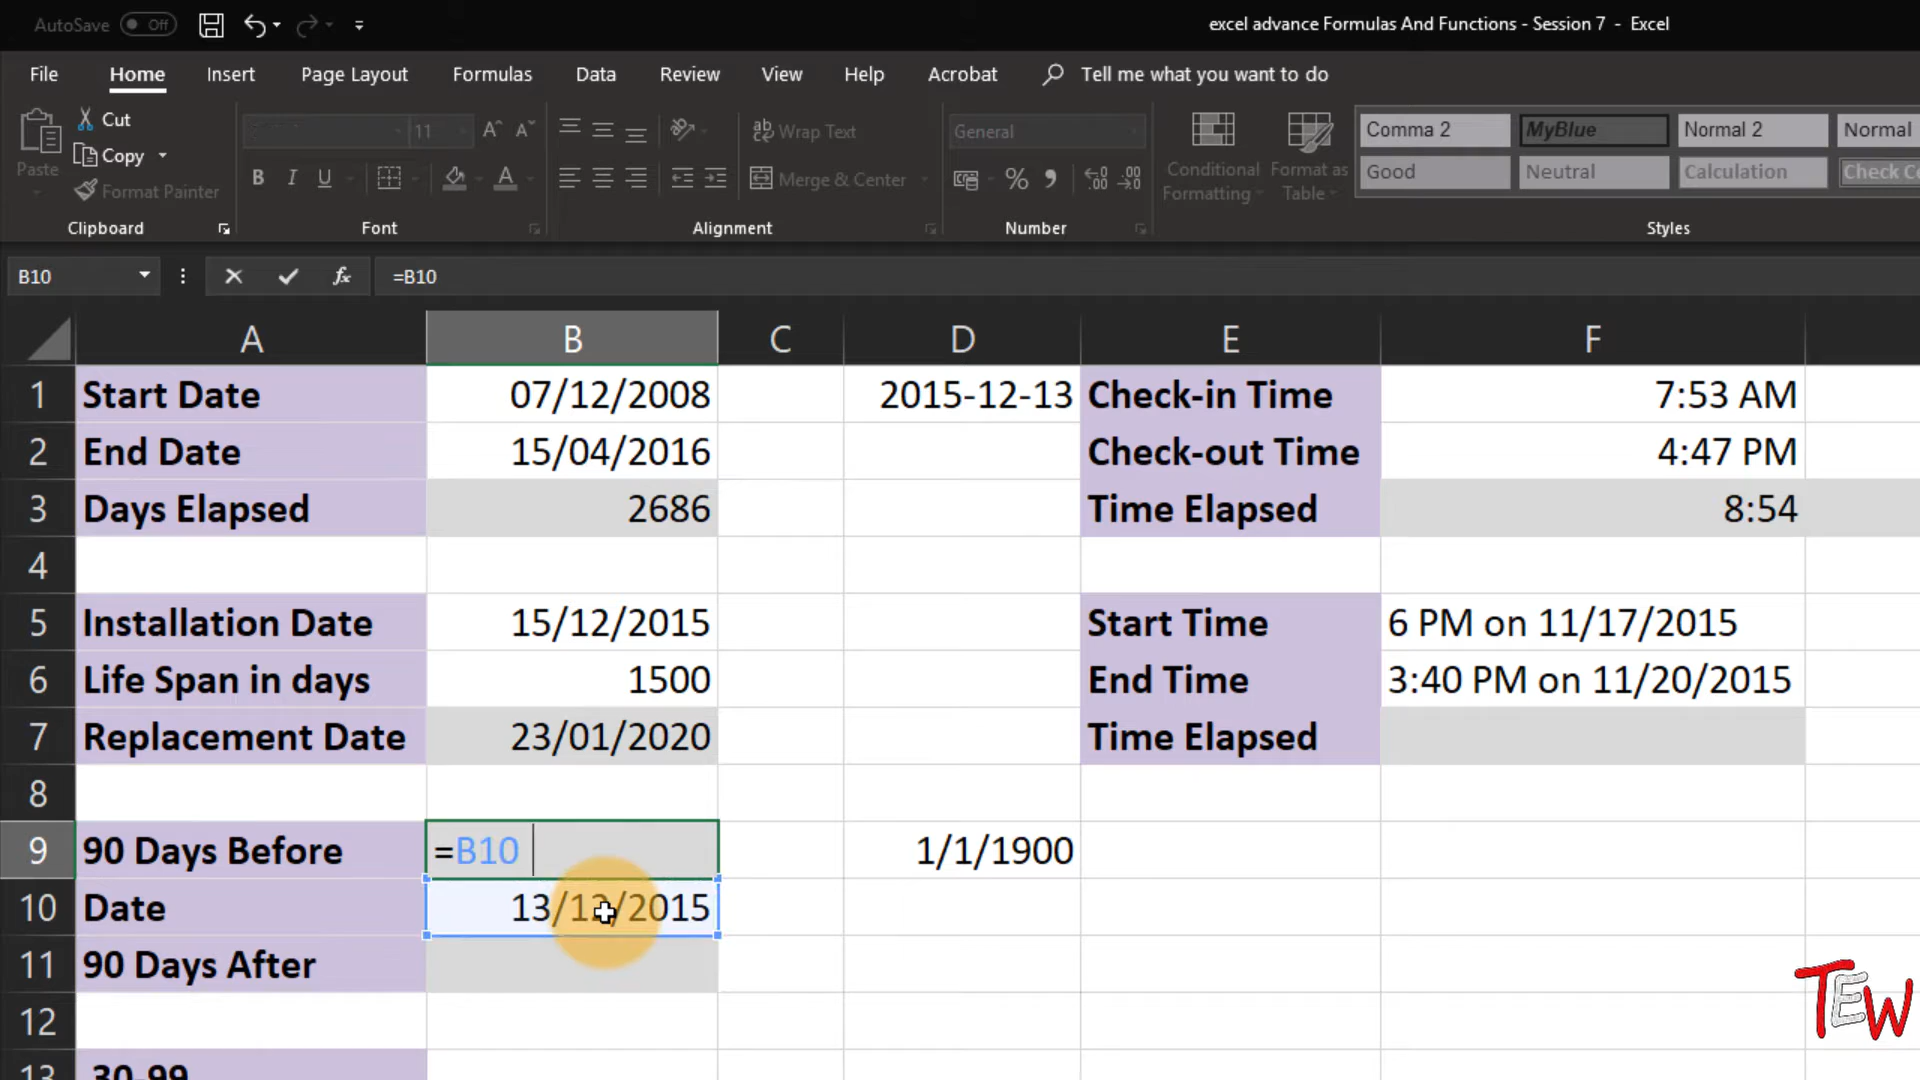 AutoSave Off
excel advance Formulas And Functions - Session 7 - Excel
File Home Insert Page Layout Formulas Data Review View Help Acrobat Tell me what you want to do
Paste
Cut
Copy
Format Painter
Clipboard
11
B I U
Font
Wrap Text
Merge & Center
Alignment
General
Number
Conditional Formatting
Format as Table
Comma 2 MyBlue Normal 2 Normal
Good Neutral Calculation
Styles
B10 fx =B10
A B C D E F
1 Start Date 07/12/2008 2015-12-13 Check-in Time 7:53 AM
2 End Date 15/04/2016 Check-out Time 4:47 PM
3 Days Elapsed 2686 Time Elapsed 8:54
4
5 Installation Date 15/12/2015 Start Time 6 PM on 11/17/2015
6 Life Span in days 1500 End Time 3:40 PM on 11/20/2015
7 Replacement Date 23/01/2020 Time Elapsed
8
9 90 Days Before =B10 1/1/1900
10 Date 13/12/2015
11 90 Days After
12
13 30-99
TEW